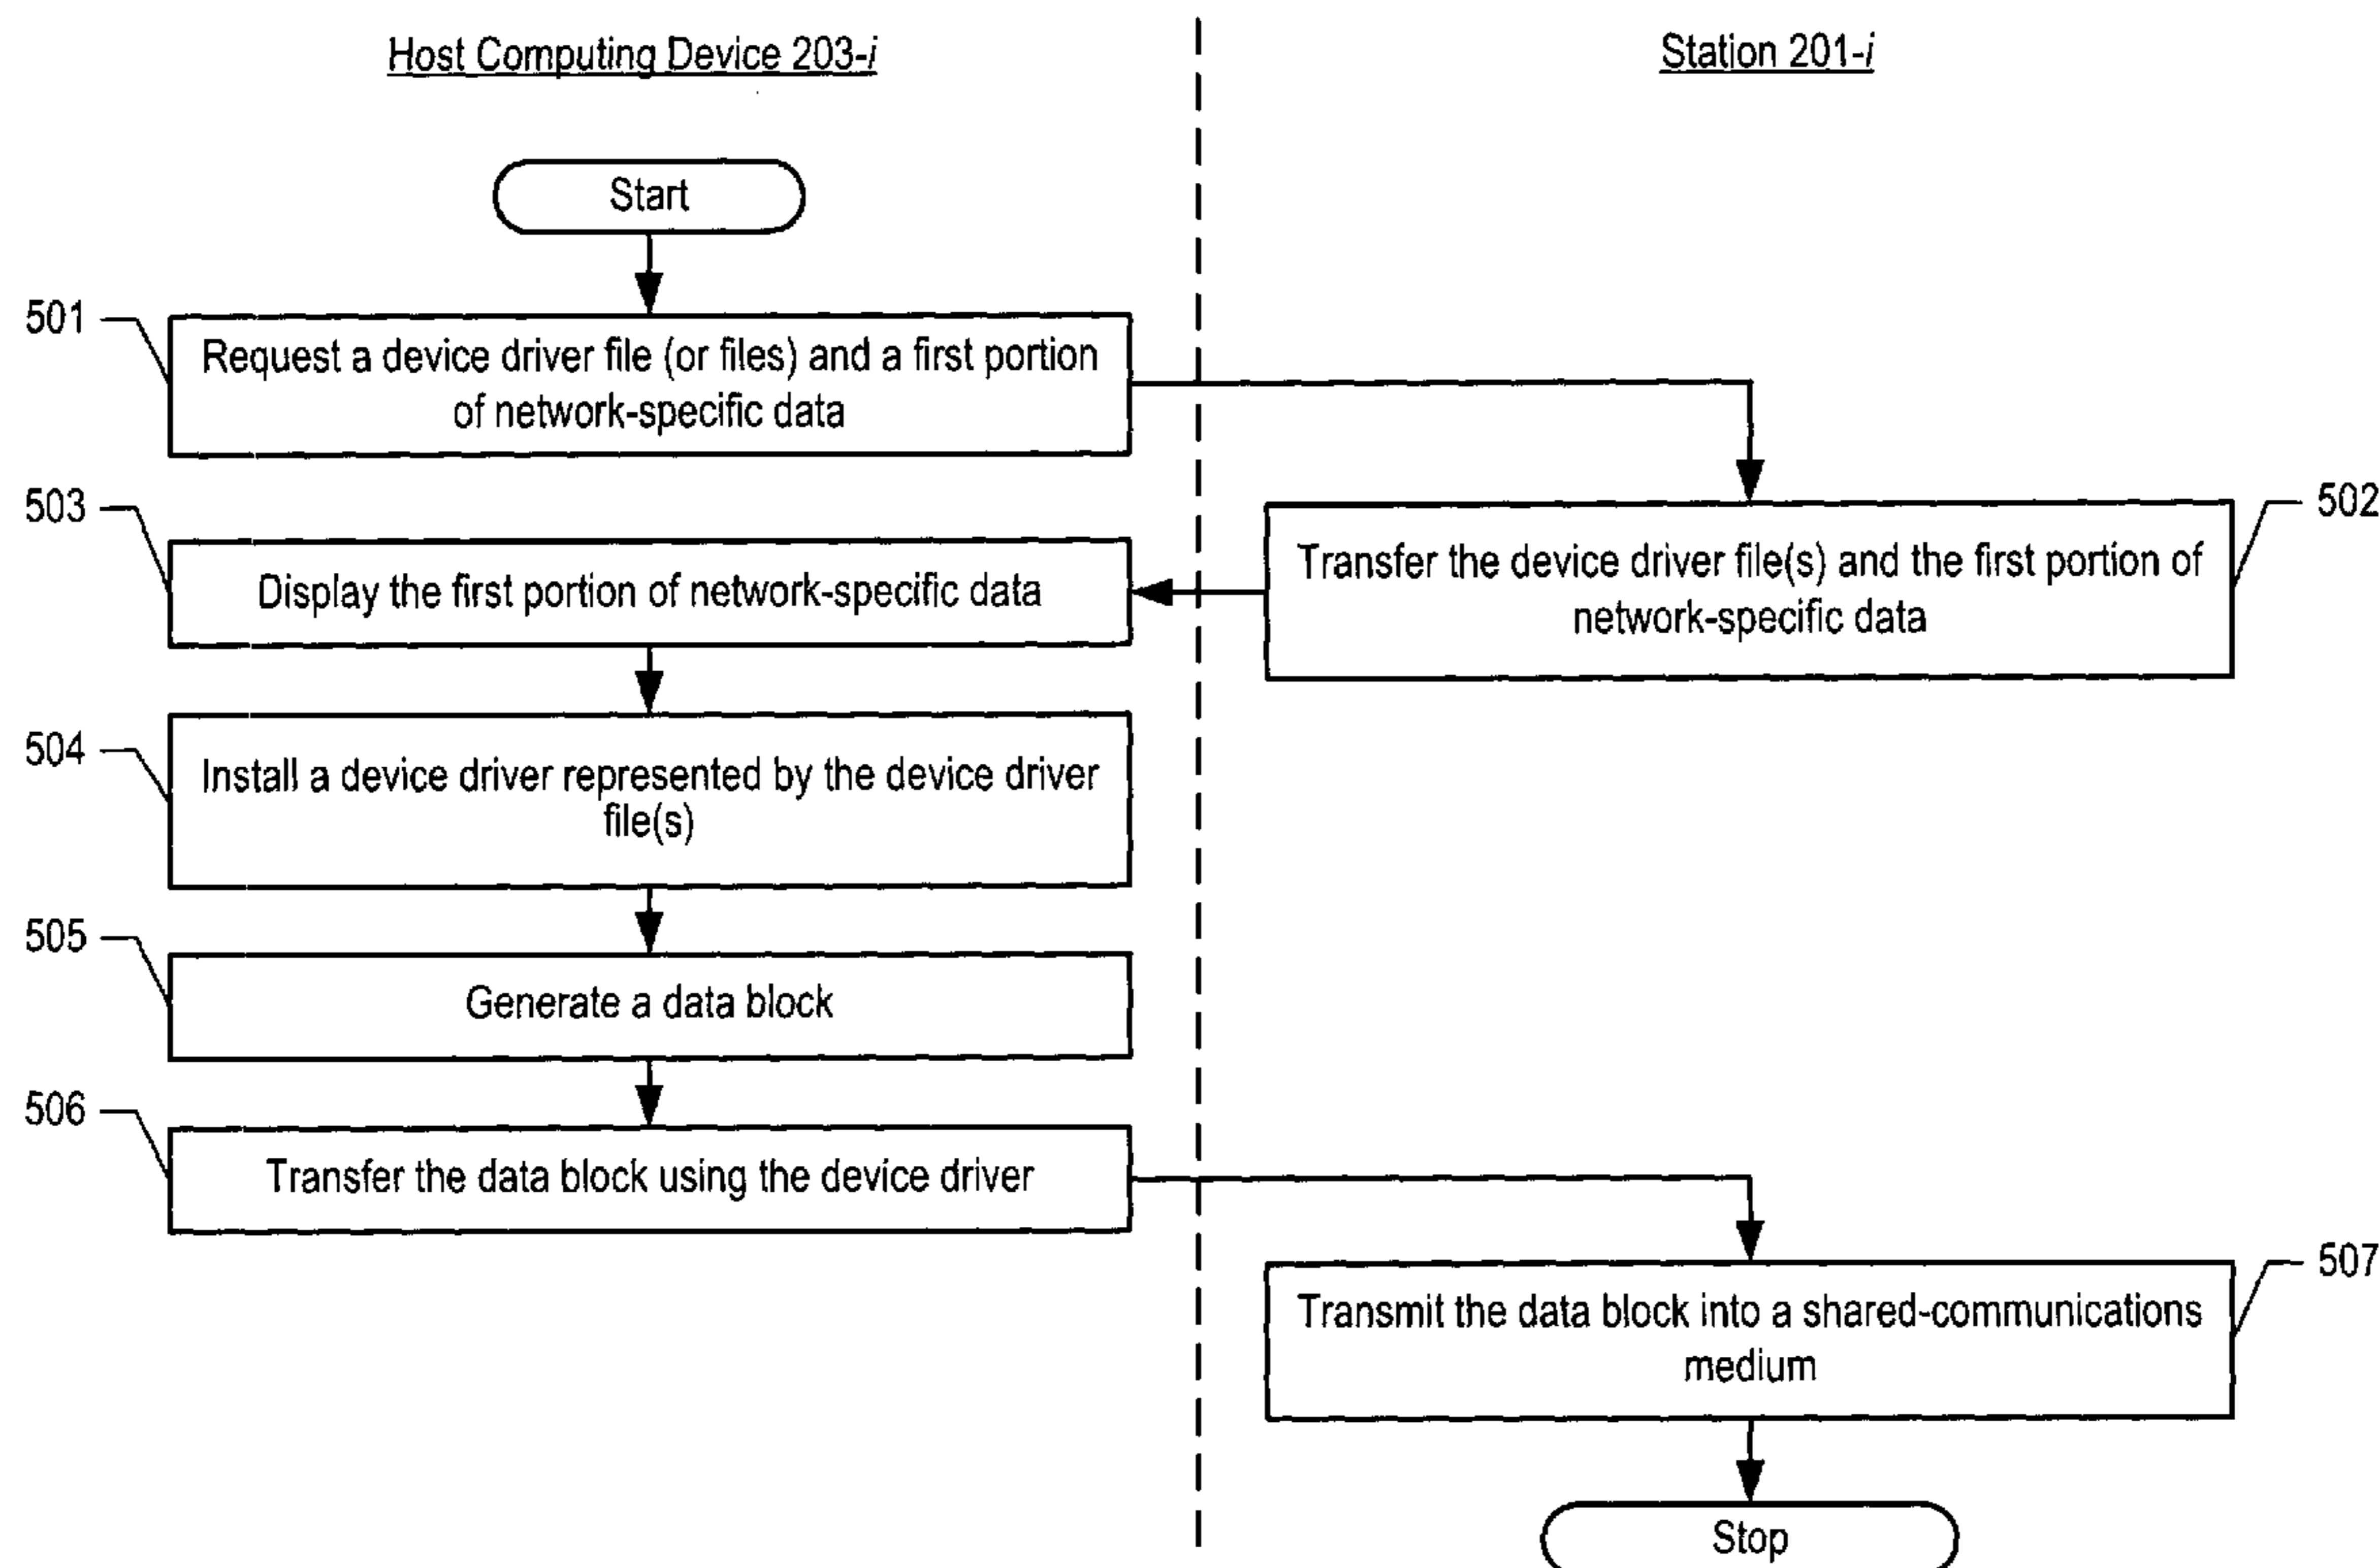 Host Computing Device 203-i
Station 201-i
Start
501
Request a device driver file (or files) and a first portion
of network-specific data
502
Transfer the device driver file(s) and the first portion of
network-specific data
503
Display the first portion of network-specific data
504
Install a device driver represented by the device driver
file(s)
505
Generate a data block
506
Transfer the data block using the device driver
507
Transmit the data block into a shared-communications
medium
Stop